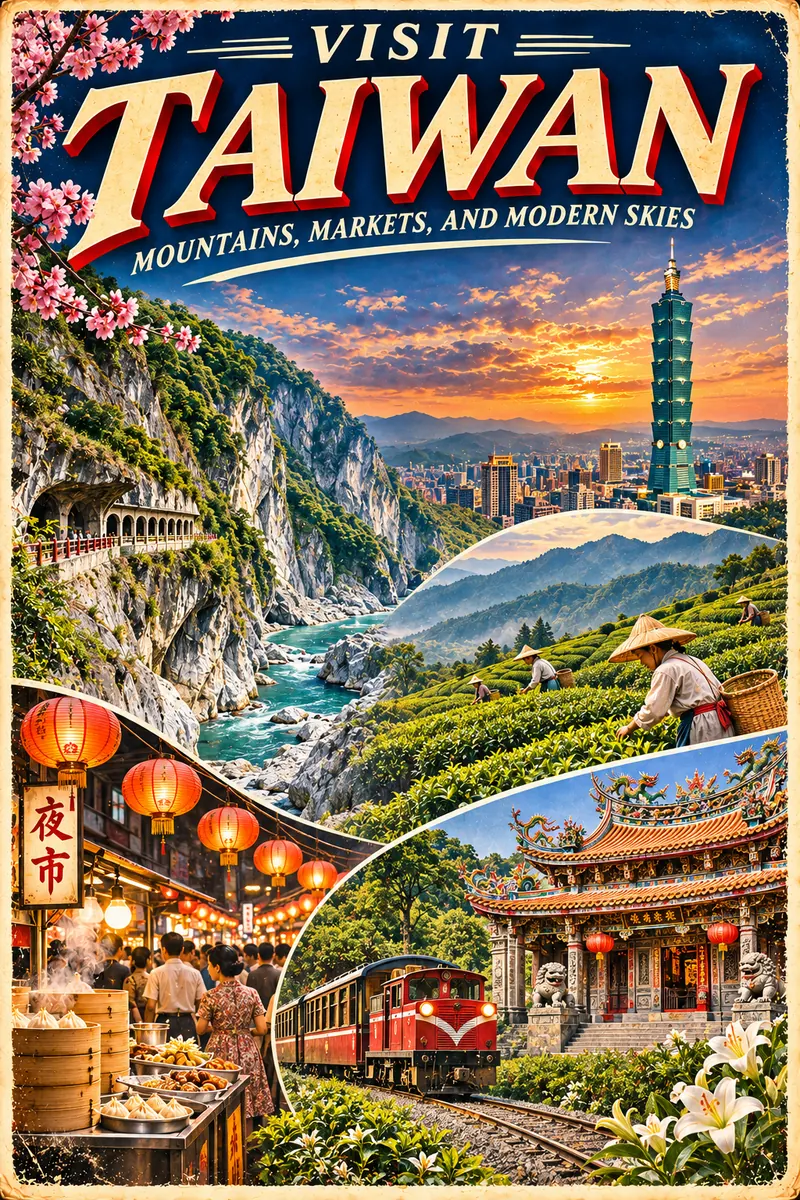 VISIT
TAIWAN
MOUNTAINS, MARKETS, AND MODERN SKIES
夜
市